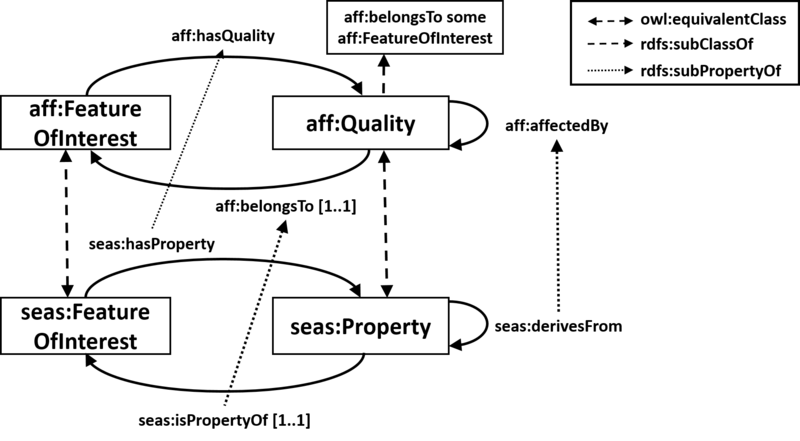 aff:belongsTo some
aff:FeatureOfInterest
owl:equivalentClass
rdfs:subClassOf
rdfs:subPropertyOf
aff:hasQuality
aff:Feature
OfInterest
aff:Quality
aff:affectedBy
aff:belongsTo [1..1]
seas:hasProperty
seas:Feature
OfInterest
seas:Property
seas:derivesFrom
seas:isPropertyOf [1..1]